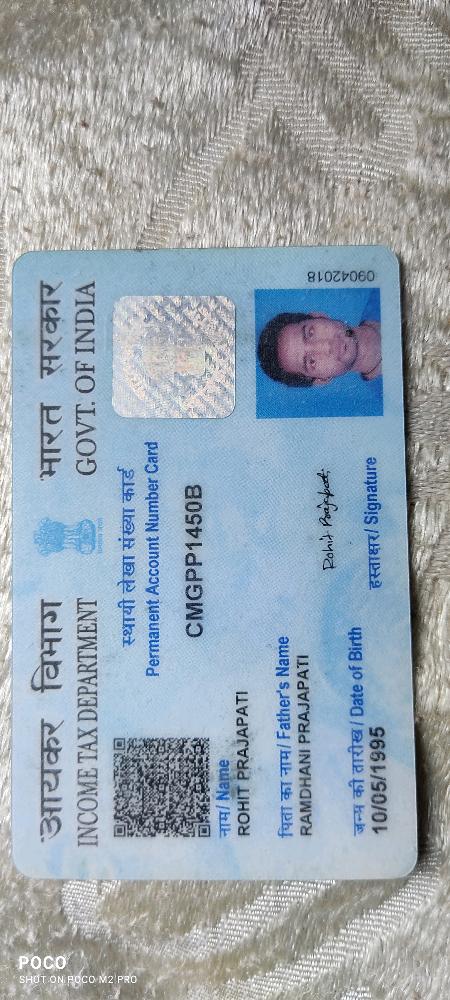 आयकर विभाग
INCOME TAX DEPARTMENT
भारत सरकार
GOVT. OF INDIA
स्थायी लेखा संख्या कार्ड
Permanent Account Number Card
CMGPP1450B
नाम / Name
ROHIT PRAJAPATI
पिता का नाम / Father's Name
RAMDHANI PRAJAPATI
जन्म की तारीख / Date of Birth
10/05/1995
Rohit Prajapati
हस्ताक्षर / Signature
09042018
POCO
SHOT ON POCO M2 PRO